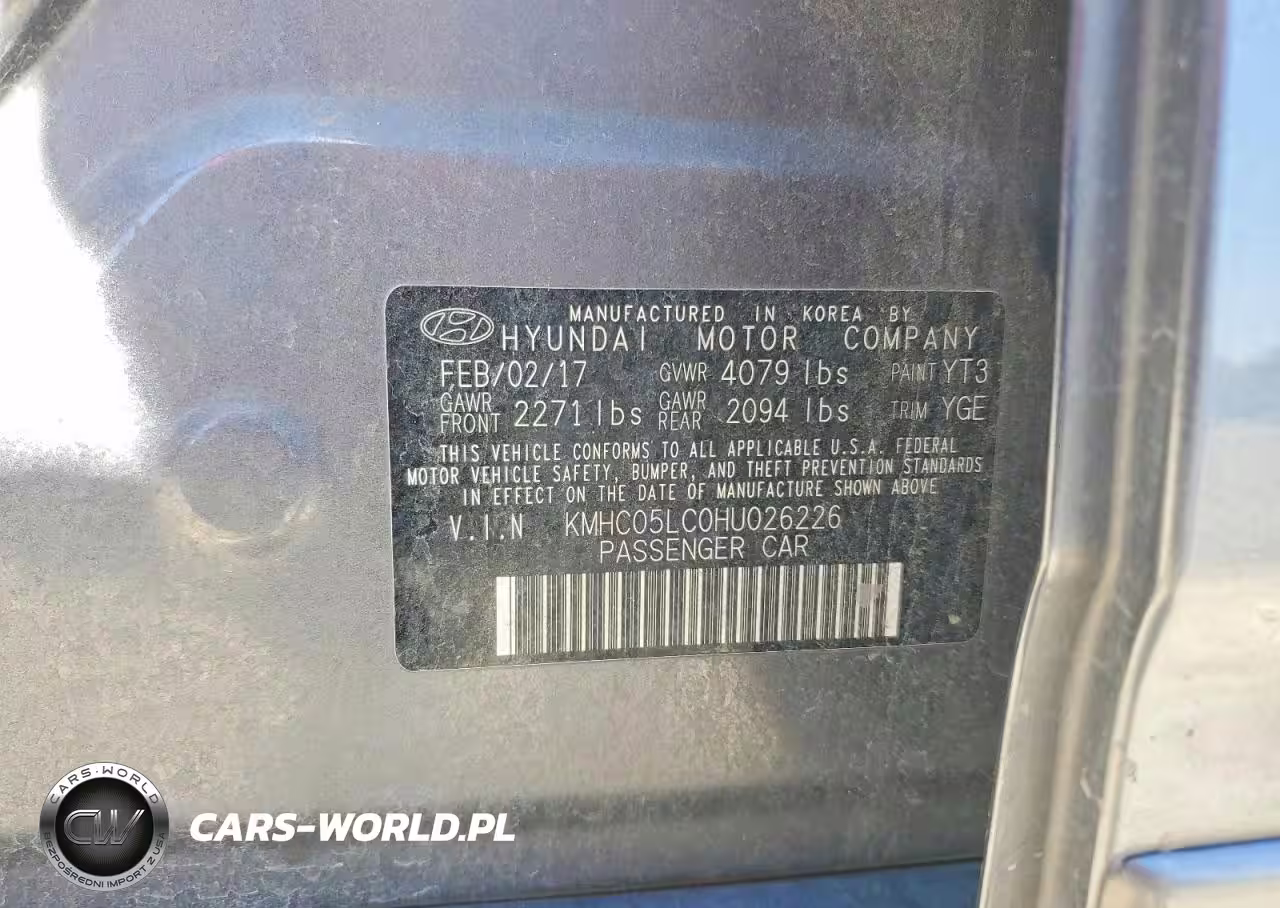 MANUFACTURED IN KOREA BY
HYUNDAI MOTOR COMPANY
FEB/02/17 GVWR 4079 lbs PAINT YT3
GAWR FRONT 2271 lbs GAWR REAR 2094 lbs TRIM YGE
THIS VEHICLE CONFORMS TO ALL APPLICABLE U.S.A. FEDERAL
MOTOR VEHICLE SAFETY, BUMPER, AND THEFT PREVENTION STANDARDS
IN EFFECT ON THE DATE OF MANUFACTURE SHOWN ABOVE
V.I.N KMHC05LC0HU026226
PASSENGER CAR
CARS-WORLD
CW
BEZPOŚREDNI IMPORT Z USA
CARS-WORLD.PL